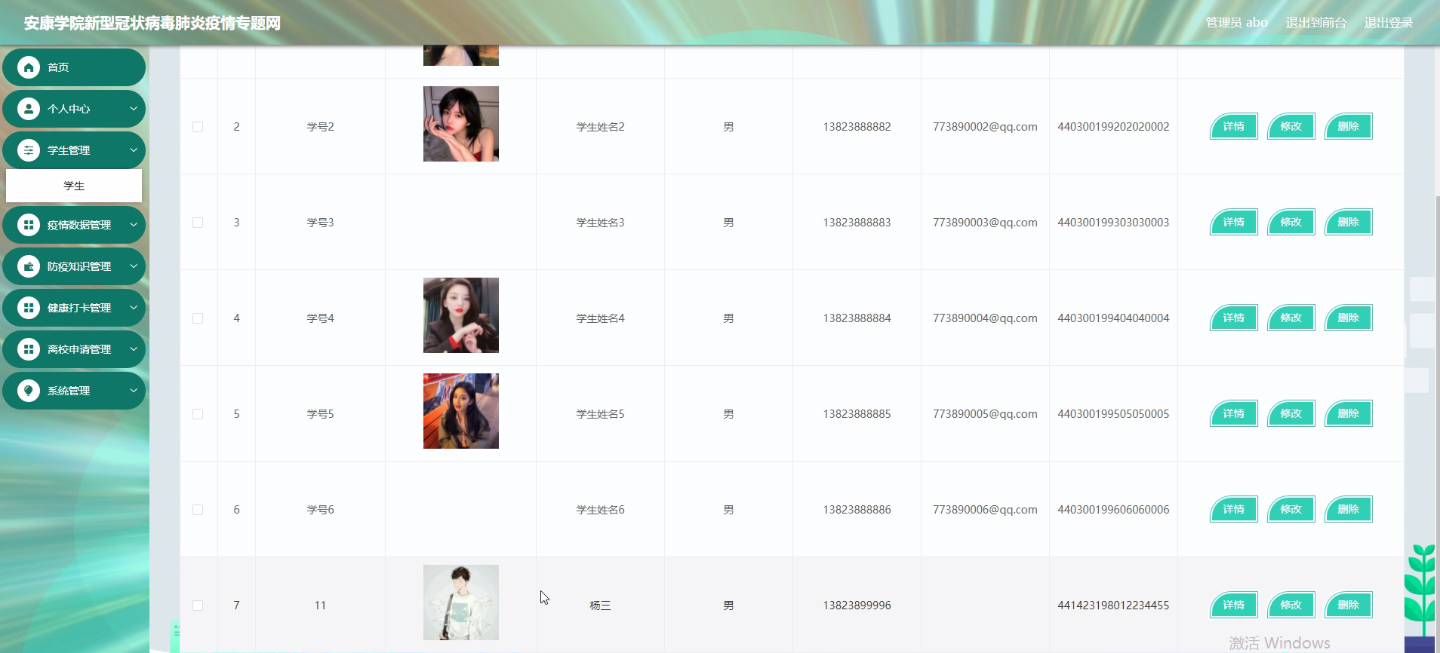 安康学院新型冠状病毒肺炎疫情专题网
管理员 abo 退出到前台 退出登录
首页
个人中心
学生管理
学生
疫情数据管理
防疫知识管理
健康打卡管理
离校申请管理
系统管理
2 学号2 学生姓名2 男 13823888882 773890002@qq.com 440300199202020002 详情 修改 删除
3 学号3 学生姓名3 男 13823888883 773890003@qq.com 440300199303030003 详情 修改 删除
4 学号4 学生姓名4 男 13823888884 773890004@qq.com 440300199404040004 详情 修改 删除
5 学号5 学生姓名5 男 13823888885 773890005@qq.com 440300199505050005 详情 修改 删除
6 学号6 学生姓名6 男 13823888886 773890006@qq.com 440300199606060006 详情 修改 删除
7 11 杨三 男 13823899996 441423198012234455 详情 修改 删除
激活 Windows